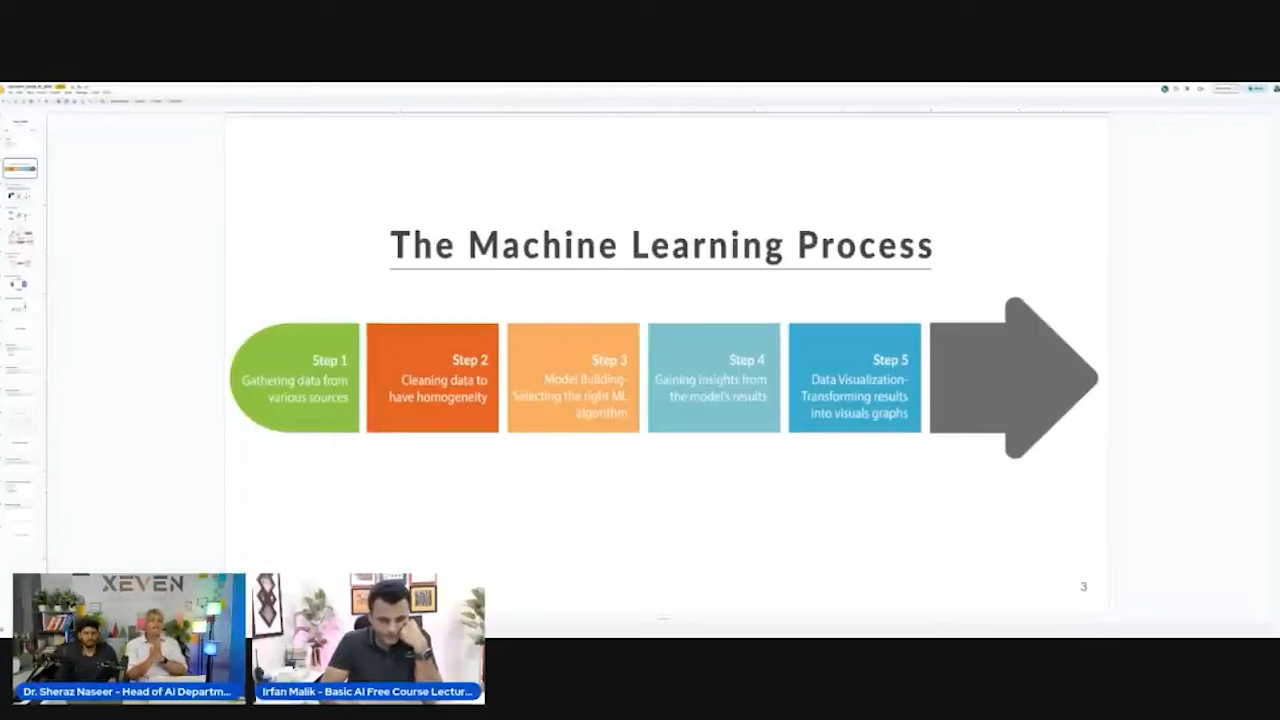 The Machine Learning Process
Step 1
Gathering data from
various sources
Step 2
Cleaning data to
have homogeneity
Step 3
Model Building-
Selecting the right ML
algorithm
Step 4
Gaining insights from
the model's results
Step 5
Data Visualization-
Transforming results
into visuals graphs
3
XEVEN
Dr. Sheraz Naseer - Head of AI Departm...
Irfan Malik - Basic AI Free Course Lectur...